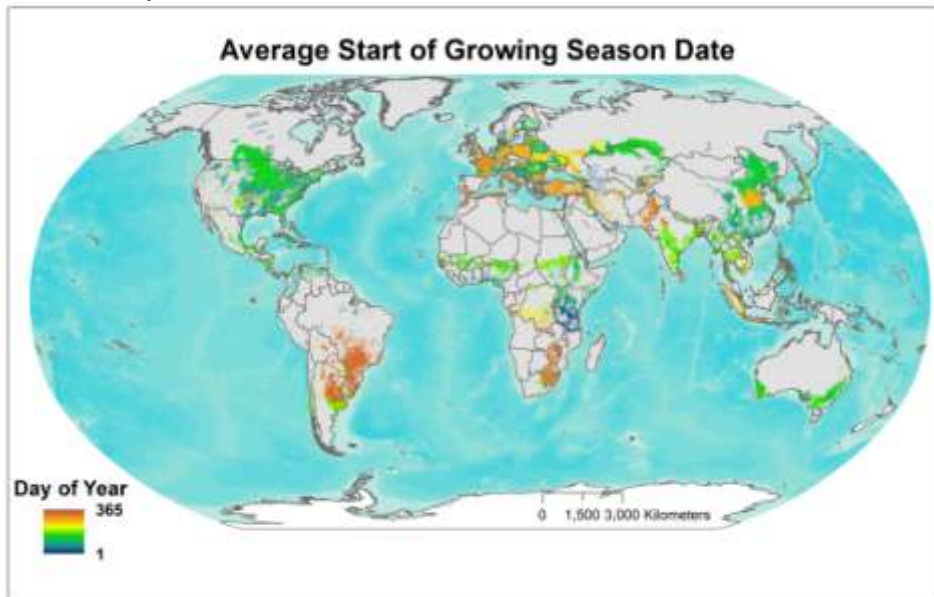 Average Start of Growing Season Date
Day of Year
365
1
0 1,500 3,000 Kilometers